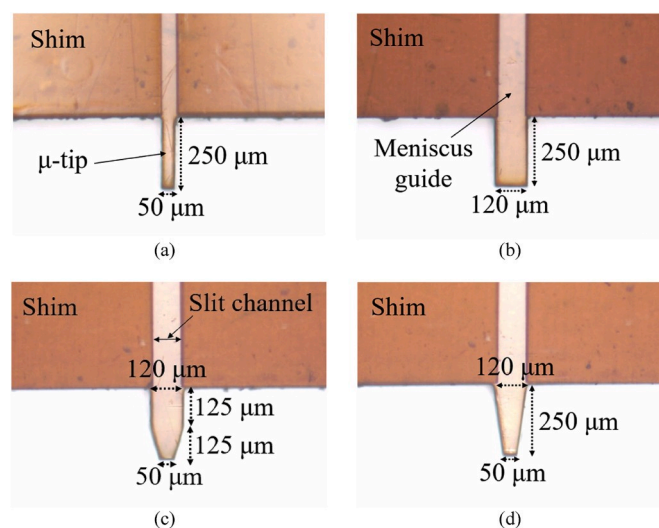 Shim
μ-tip
250 μm
50 μm
(a)
Shim
Meniscus
guide
250 μm
120 μm
(b)
Shim
Slit channel
120 μm
125 μm
125 μm
50 μm
(c)
Shim
120 μm
250 μm
50 μm
(d)